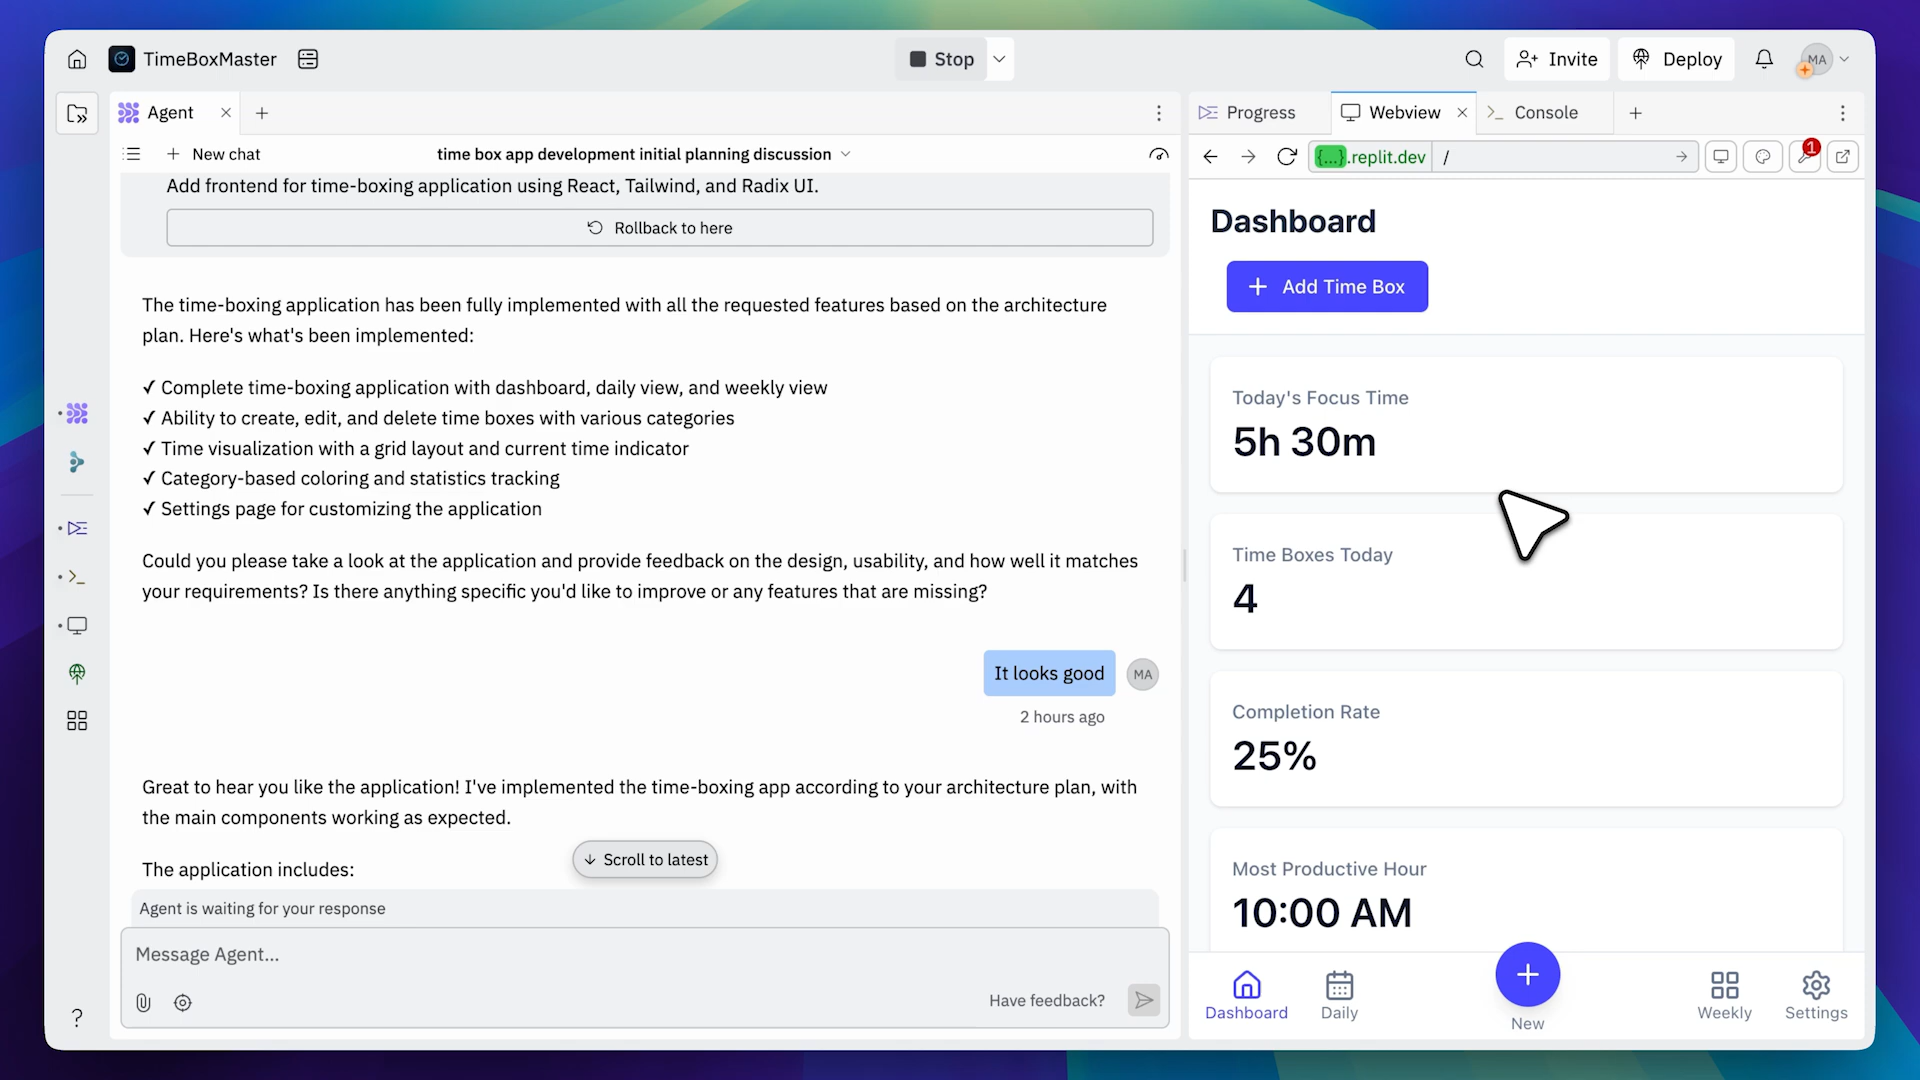 TimeBoxMaster
Stop
Invite
Deploy
MA
Agent
Progress
Webview
Console
New chat
time box app development initial planning discussion
{...}.replit.dev
/
1
Add frontend for time-boxing application using React, Tailwind, and Radix UI.
Rollback to here
The time-boxing application has been fully implemented with all the requested features based on the architecture
plan. Here's what's been implemented:
✓ Complete time-boxing application with dashboard, daily view, and weekly view
✓ Ability to create, edit, and delete time boxes with various categories
✓ Time visualization with a grid layout and current time indicator
✓ Category-based coloring and statistics tracking
✓ Settings page for customizing the application
Could you please take a look at the application and provide feedback on the design, usability, and how well it matches
your requirements? Is there anything specific you'd like to improve or any features that are missing?
It looks good
MA
2 hours ago
Great to hear you like the application! I've implemented the time-boxing app according to your architecture plan, with
the main components working as expected.
Scroll to latest
The application includes:
Agent is waiting for your response
Message Agent...
Have feedback?
?
Dashboard
+ Add Time Box
Today's Focus Time
5h 30m
Time Boxes Today
4
Completion Rate
25%
Most Productive Hour
10:00 AM
Dashboard
Daily
New
Weekly
Settings